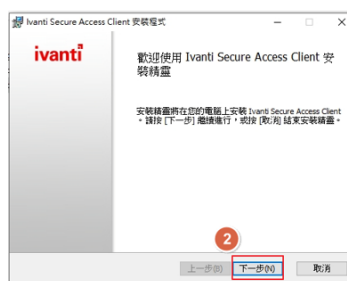 Ivanti Secure Access Client 安裝程式
ivanti
歡迎使用 Ivanti Secure Access Client 安
裝精靈
安裝精靈將在您的電腦上安裝 Ivanti Secure Access Client
。請按 [下一步] 繼續進行，或按 [取消] 結束安裝精靈。
2
上一步(B) 下一步(N) 取消